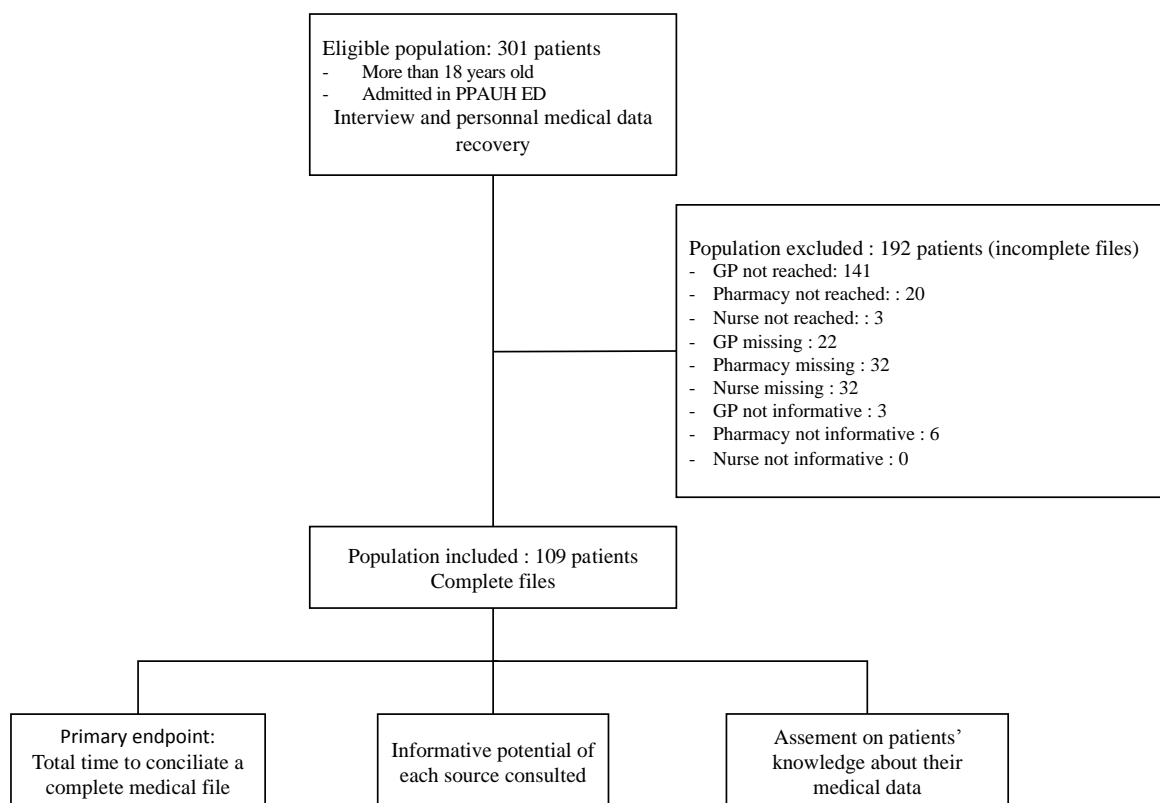 Eligible population: 301 patients
- More than 18 years old
- Admitted in PPAUH ED
Interview and personnal medical data
recovery
Population excluded : 192 patients (incomplete files)
- GP not reached: 141
- Pharmacy not reached: : 20
- Nurse not reached: : 3
- GP missing : 22
- Pharmacy missing : 32
- Nurse missing : 32
- GP not informative : 3
- Pharmacy not informative : 6
- Nurse not informative : 0
Population included : 109 patients
Complete files
Primary endpoint:
Total time to conciliate a
complete medical file
Informative potential of
each source consulted
Assement on patients’
knowledge about their
medical data